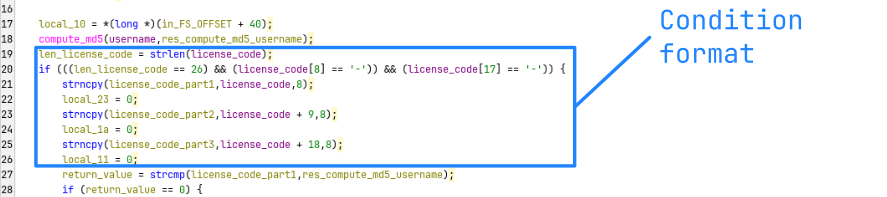 16
17 local_10 = *(long *)(in_FS_OFFSET + 40);
18 compute_md5(username,res_compute_md5_username);
19 len_license_code = strlen(license_code);
20 if (((len_license_code == 26) && (license_code[8] == '-')) && (license_code[17] == '-')) {
21 strncpy(license_code_part1,license_code,8);
22 local_23 = 0;
23 strncpy(license_code_part2,license_code + 9,8);
24 local_1a = 0;
25 strncpy(license_code_part3,license_code + 18,8);
26 local_11 = 0;
27 return_value = strcmp(license_code_part1,res_compute_md5_username);
28 if (return_value == 0) {
Condition
format